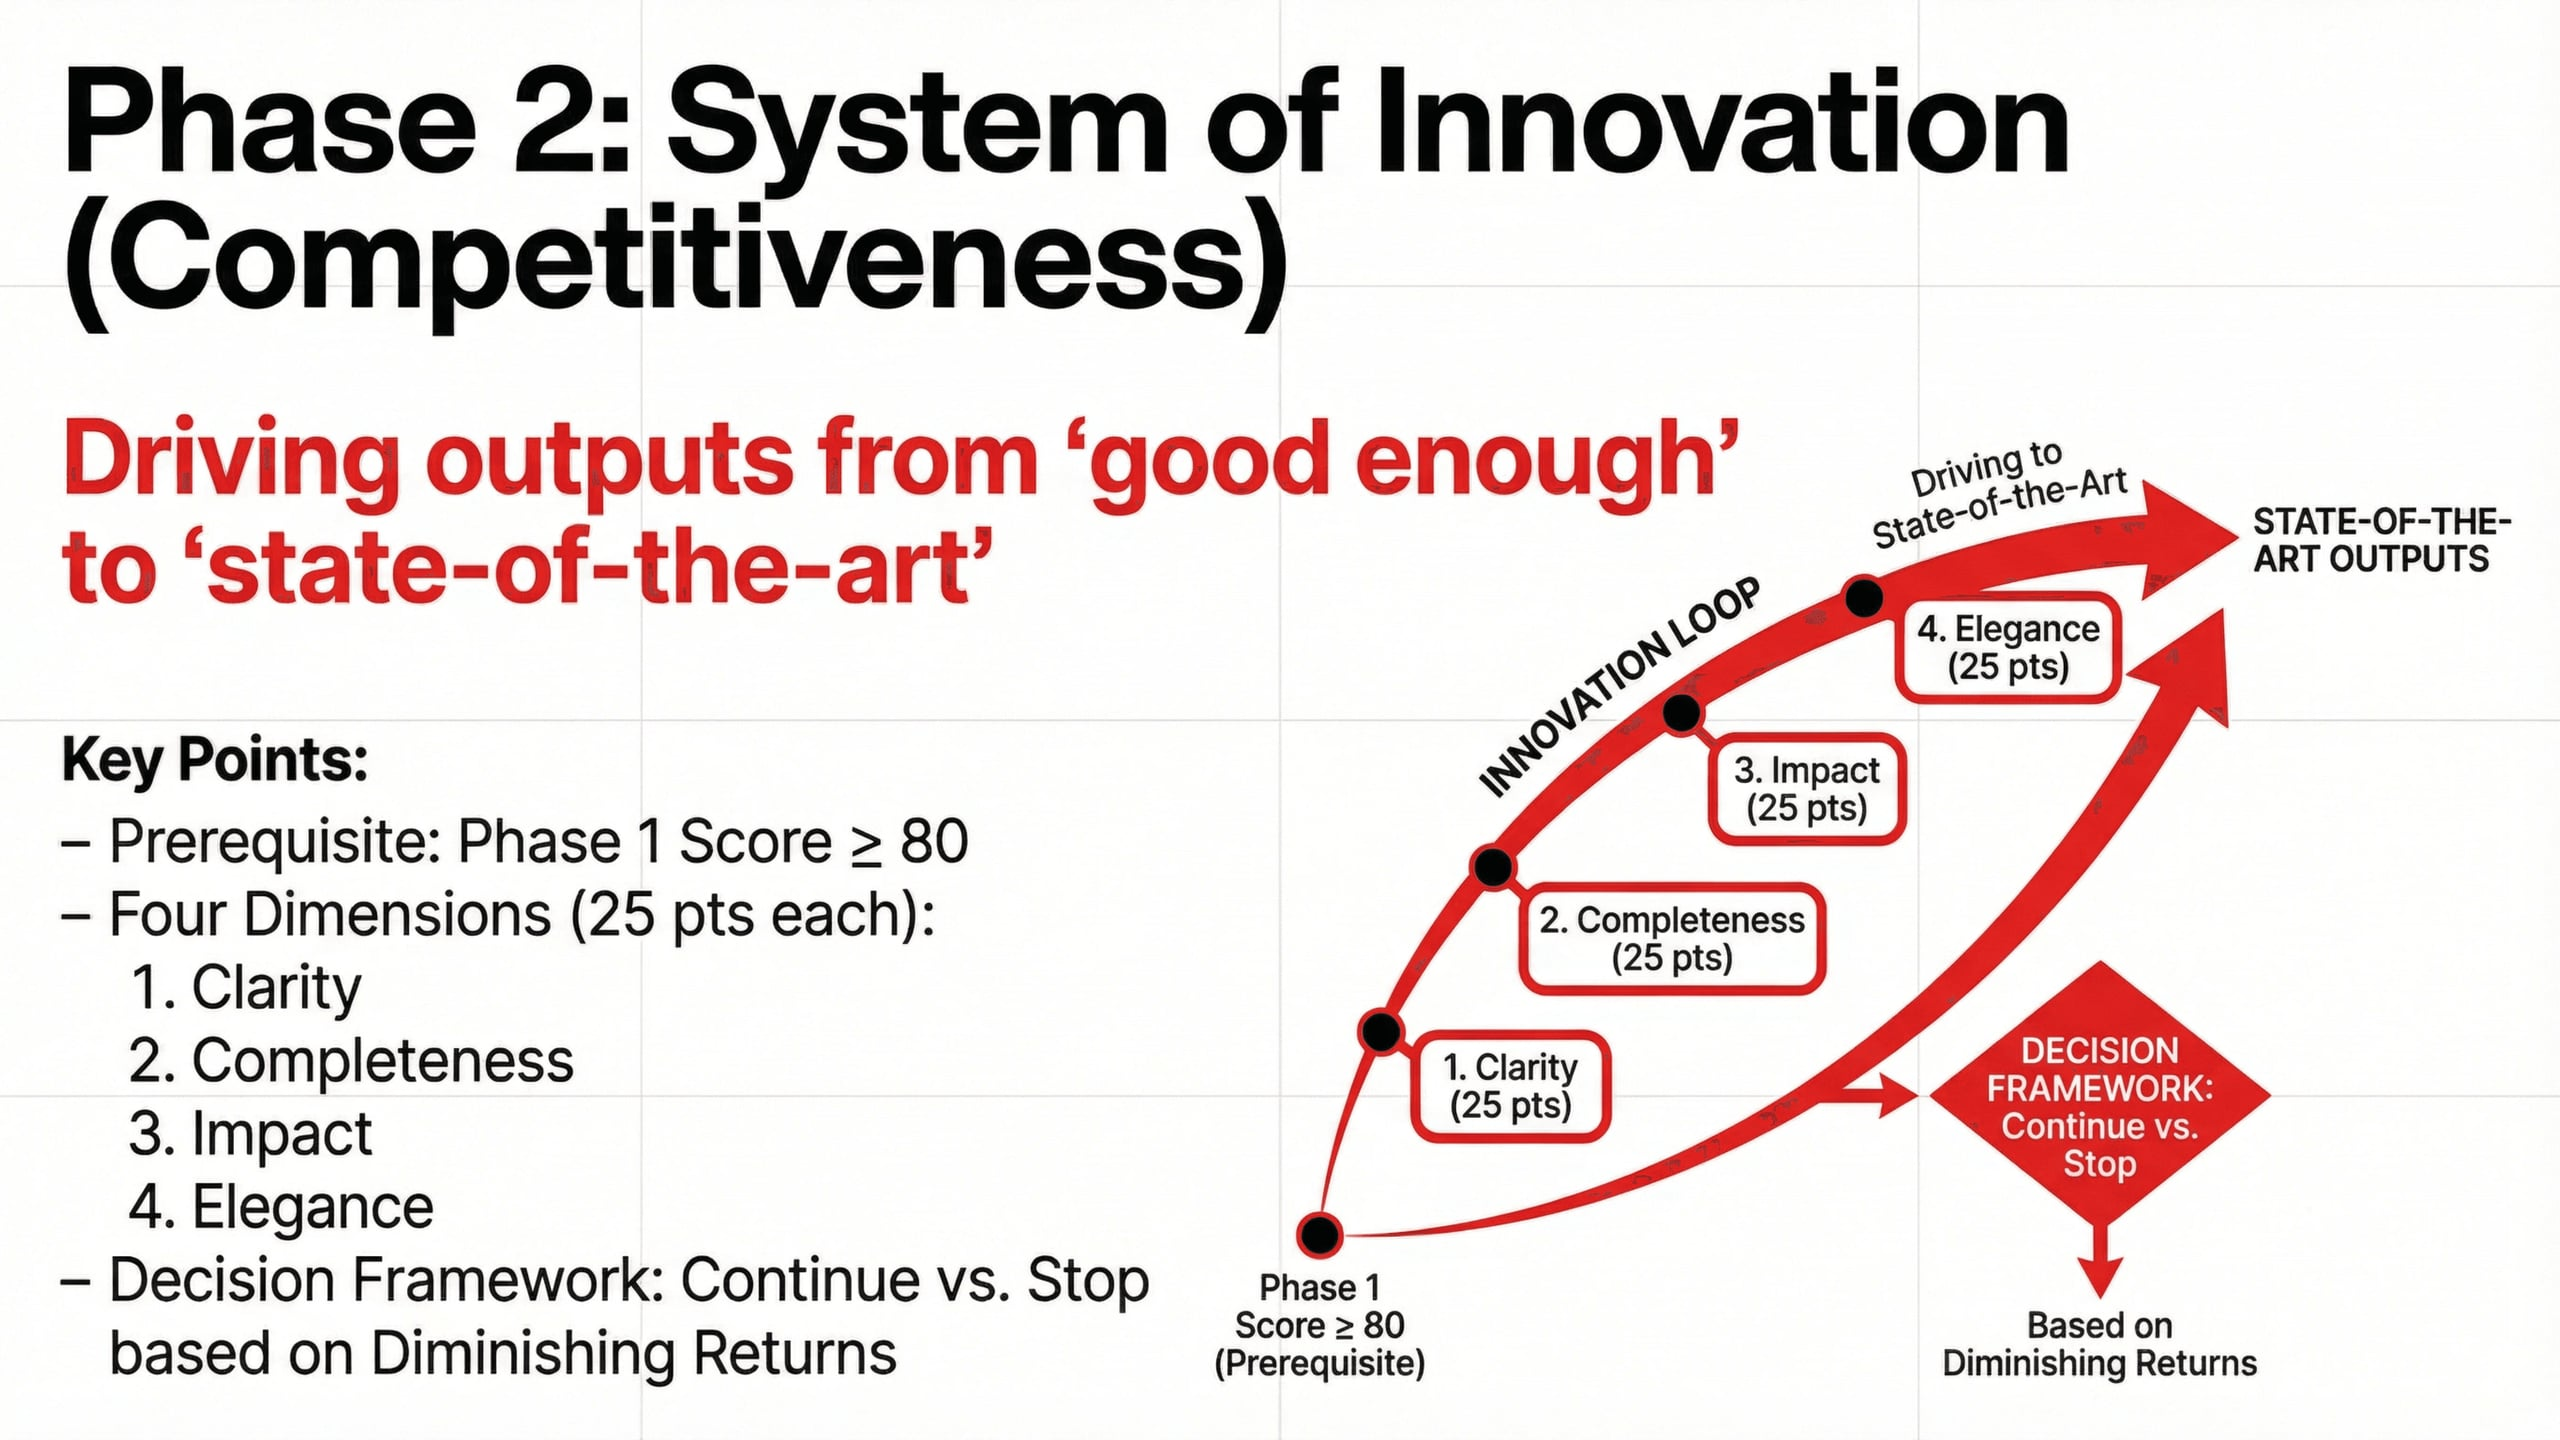 Phase 2: System of Innovation
(Competitiveness)
Driving outputs from ‘good enough’
to ‘state-of-the-art’
Key Points:
– Prerequisite: Phase 1 Score ≥ 80
– Four Dimensions (25 pts each):
1. Clarity
2. Completeness
3. Impact
4. Elegance
– Decision Framework: Continue vs. Stop
based on Diminishing Returns
Driving to
State-of-the-Art
STATE-OF-THE-
ART OUTPUTS
INNOVATION LOOP
4. Elegance
(25 pts)
3. Impact
(25 pts)
2. Completeness
(25 pts)
1. Clarity
(25 pts)
Phase 1
Score ≥ 80
(Prerequisite)
DECISION
FRAMEWORK:
Continue vs.
Stop
Based on
Diminishing Returns